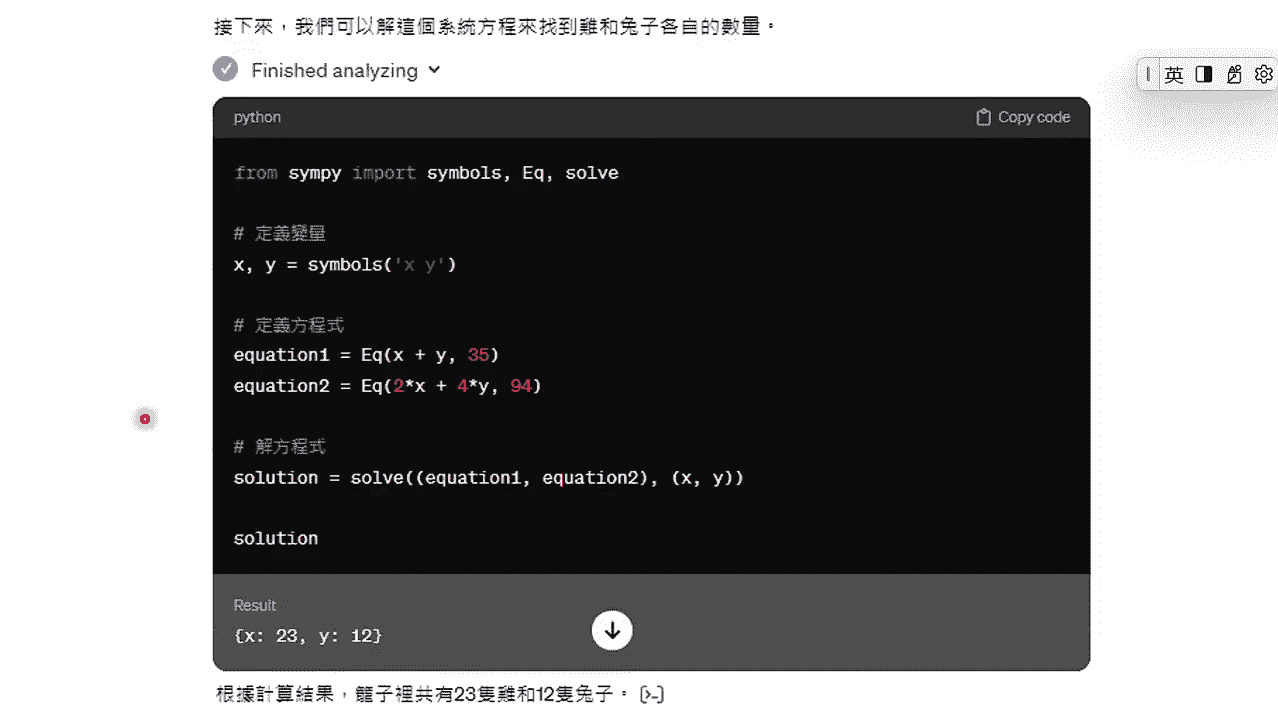 接下來，我們可以解這個系統方程來找到雞和兔子各自的數量。
Finished analyzing
英
python
Copy code
from sympy import symbols, Eq, solve
# 定義變量
x, y = symbols('x y')
# 定義方程式
equation1 = Eq(x + y, 35)
equation2 = Eq(2*x + 4*y, 94)
# 解方程式
solution = solve((equation1, equation2), (x, y))
solution
Result
{x: 23, y: 12}
根據計算結果，籠子裡共有23隻雞和12隻兔子。 [>-]